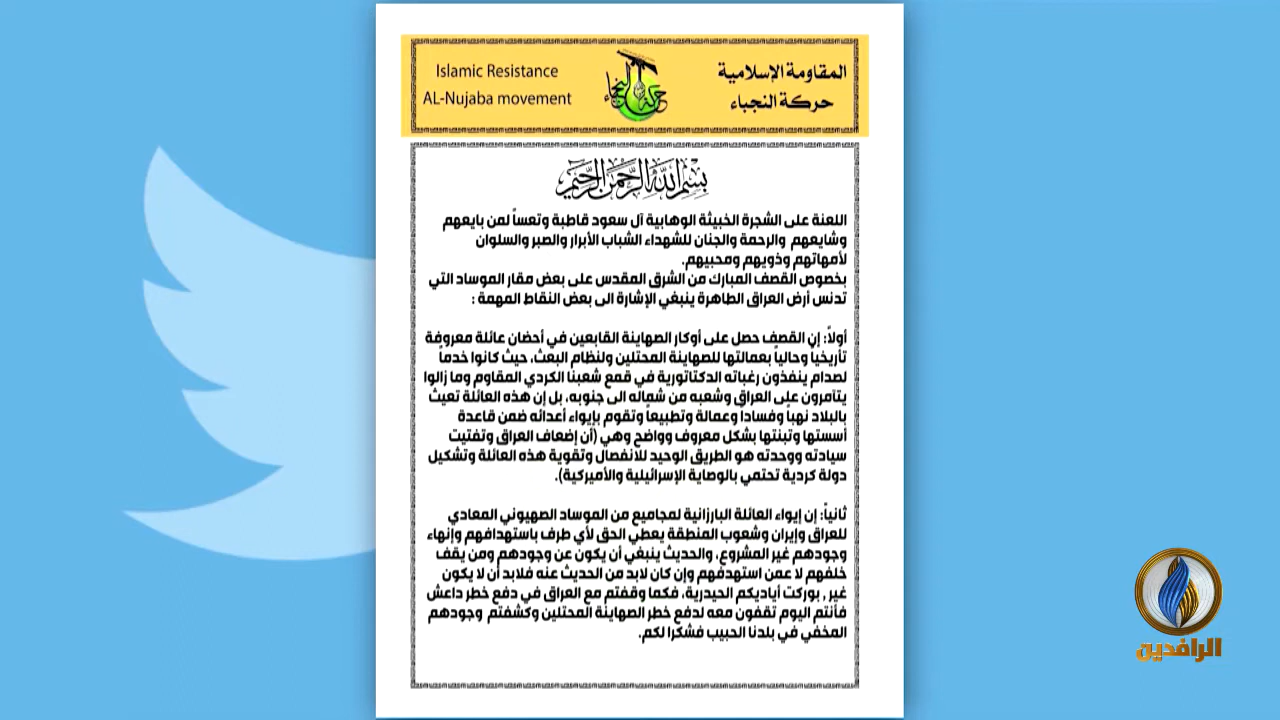 Islamic Resistance
AL-Nujaba movement
حركة النجباء
المقاومة الإسلامية
حركة النجباء
بسم الله الرحمن الرحيم
اللعنة على الشجرة الخبيثة الوهابية آل سعود قاطبة وتعساً لمن بايعهم
وشايعهم والرحمة والجنان للشهداء الشباب الأبرار والصبر والسلوان
لأمهاتهم وذويهم ومحبيهم.
بخصوص القصف المبارك من الشرق المقدس على بعض مقار الموساد التي
تدنس أرض العراق الطاهرة ينبغي الإشارة الى بعض النقاط المهمة :
أولاً: إن القصف حصل على أوكار الصهاينة القابعين في أحضان عائلة معروفة
تأريخياً وحالياً بعمالتها للصهاينة المحتلين ولنظام البعث، حيث كانوا خدماً
لصدام ينفذون رغباته الدكتاتورية في قمع شعبنا الكردي المقاوم وما زالوا
يتآمرون على العراق وشعبه من شماله الى جنوبه، بل إن هذه العائلة تعيث
بالبلاد نهباً وفساداً وعمالة وتطبيعاً وتقوم بإيواء أعدائه ضمن قاعدة
أسستها وتبنتها بشكل معروف وواضح وهي (أن إضعاف العراق وتفتيت
سيادته ووحدته هو الطريق الوحيد للانفصال وتقوية هذه العائلة وتشكيل
دولة كردية تحتمي بالوصاية الإسرائيلية والأميركية).
ثانياً: إن إيواء العائلة البارزانية لمجاميع من الموساد الصهيوني المعادي
للعراق وإيران وشعوب المنطقة يعطي الحق لأي طرف باستهدافهم وإنهاء
وجودهم غير المشروع، والحديث ينبغي أن يكون عن وجودهم ومن يقف
خلفهم لا عمن استهدفهم وإن كان لابد من الحديث عنه فلابد أن لا يكون
غير , بوركت أياديكم الحيدرية، فكما وقفتم مع العراق في دفع خطر داعش
فأنتم اليوم تقفون معه لدفع خطر الصهاينة المحتلين وكشفتم وجودهم
المخفي في بلدنا الحبيب فشكرا لكم.
الرافدين